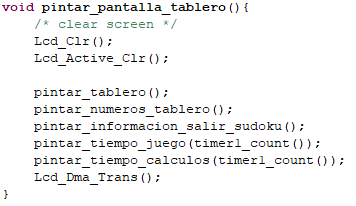 void pintar_pantalla_tablero(){
    /* clear screen */
    Lcd_Clr();
    Lcd_Active_Clr();

    pintar_tablero();
    pintar_numeros_tablero();
    pintar_informacion_salir_sudoku();
    pintar_tiempo_juego(timer1_count());
    pintar_tiempo_calculos(timer1_count());
    Lcd_Dma_Trans();
}